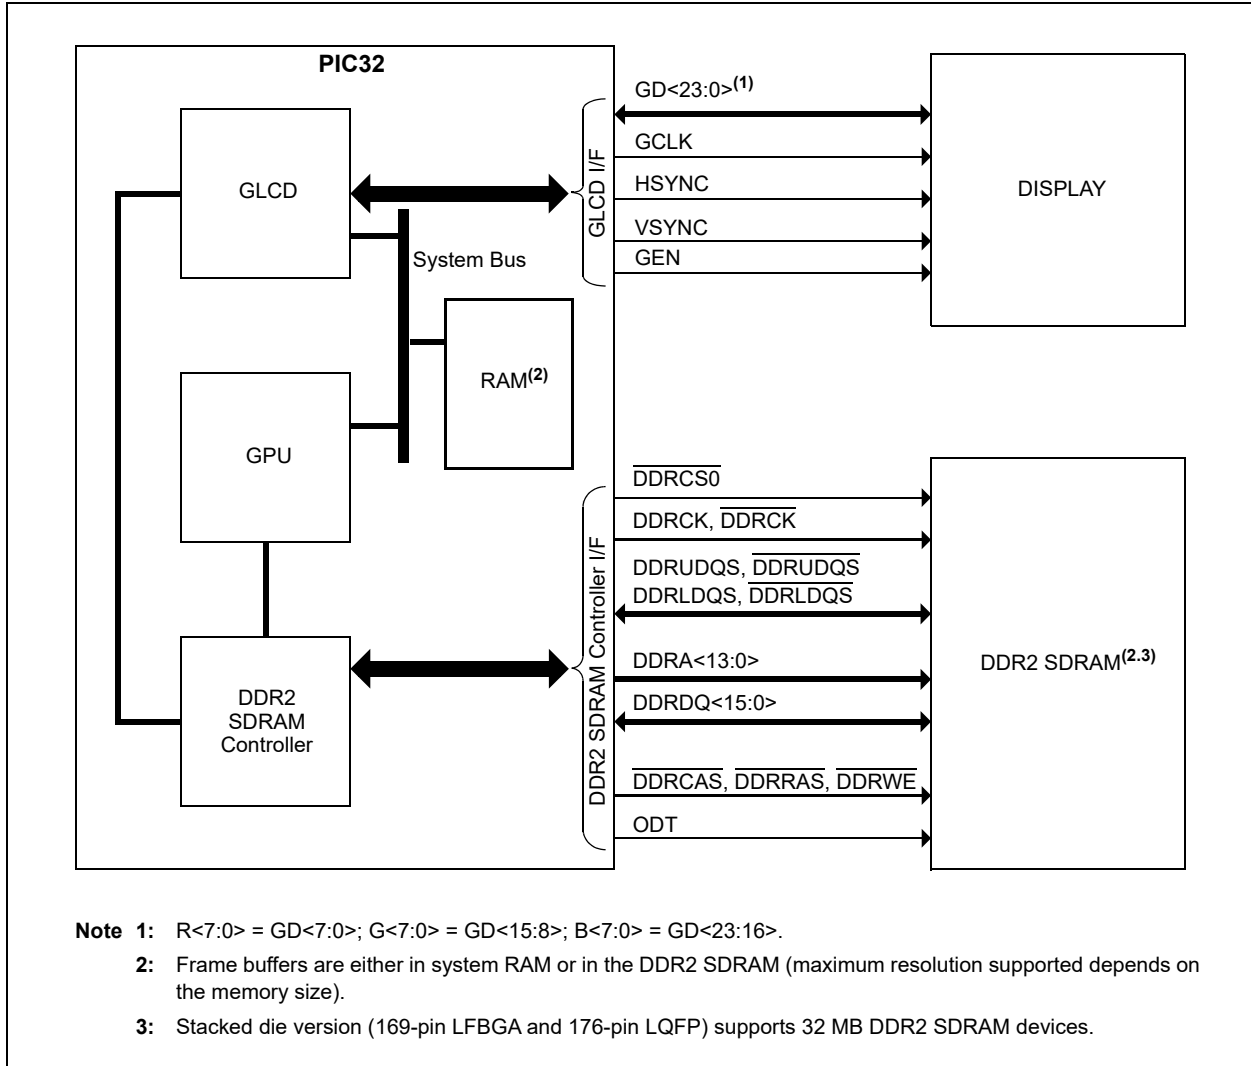 PIC32
GD<23:0>(1)
GCLK
HSYNC
VSYNC
GEN
GLCD I/F
GLCD
DISPLAY
System Bus
RAM(2)
GPU
DDR2
SDRAM
Controller
DDR2 SDRAM Controller I/F
DDRCS0
DDRCK, DDRCK
DDRUDQS, DDRUDQS
DDRLDQS, DDRLDQS
DDRA<13:0>
DDRDQ<15:0>
DDRCAS, DDRRAS, DDRWE
ODT
DDR2 SDRAM(2.3)
Note 1: R<7:0> = GD<7:0>; G<7:0> = GD<15:8>; B<7:0> = GD<23:16>.
2: Frame buffers are either in system RAM or in the DDR2 SDRAM (maximum resolution supported depends on
the memory size).
3: Stacked die version (169-pin LFBGA and 176-pin LQFP) supports 32 MB DDR2 SDRAM devices.